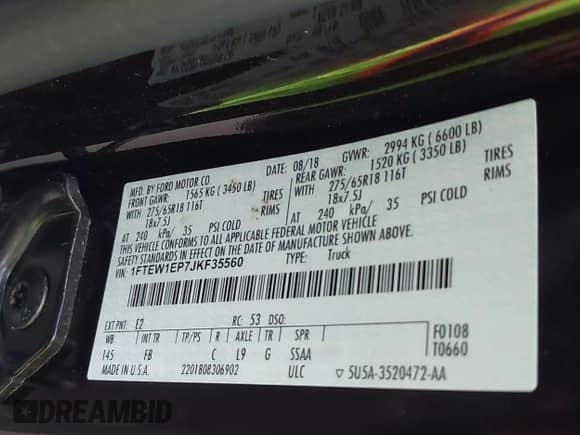 MFD. BY FORD MOTOR CO.
DATE: 08/18 GVWR: 2994 KG ( 6600 LB)
FRONT GAWR: 1565 KG ( 3450 LB) REAR GAWR: 1520 KG ( 3350 LB)
WITH 275/65R18 116T TIRES WITH 275/65R18 116T TIRES
18x7.5J RIMS 18x7.5J RIMS
AT 240 kPa/ 35 PSI COLD AT 240 kPa/ 35 PSI COLD
THIS VEHICLE CONFORMS TO ALL APPLICABLE FEDERAL MOTOR VEHICLE
SAFETY STANDARDS IN EFFECT ON THE DATE OF MANUFACTURE SHOWN ABOVE.
VIN: 1FTEW1EP7JKF35560 TYPE: Truck
EXT PNT: E2 RC: 53 DSO: F0108
WB INT TR TP/PS R AXLE TR SPR T0660
145 FB C L9 G SSAA
MADE IN U.S.A. 2201808306902 ULC ▽ 5U5A-3520472-AA
DREAMBID